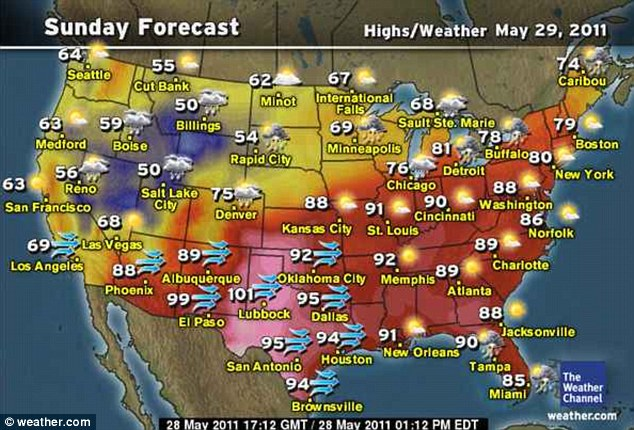 Sunday Forecast
Highs/Weather May 29, 2011
64
Seattle
55
Cut Bank
62
Minot
67
International
Falls
74
Caribou
63
Medford
59
Boise
50
Billings
54
Rapid City
69
Minneapolis
68
Sault Ste. Marie
78
Buffalo
79
Boston
56
Reno
50
Salt Lake
City
75
Denver
76
Chicago
81
Detroit
80
New York
63
San Francisco
68
Las Vegas
88
Kansas City
91
St. Louis
90
Cincinnati
88
Washington
86
Norfolk
69
Los Angeles
88
Phoenix
89
Albuquerque
92
Oklahoma City
92
Memphis
89
Atlanta
89
Charlotte
99
El Paso
101
Lubbock
95
Dallas
88
Jacksonville
95
San Antonio
94
Houston
91
New Orleans
90
Tampa
94
Brownsville
85
Miami
The
Weather
Channel
© weather.com
28 May 2011 17:12 GMT / 28 May 2011 01:12 PM EDT